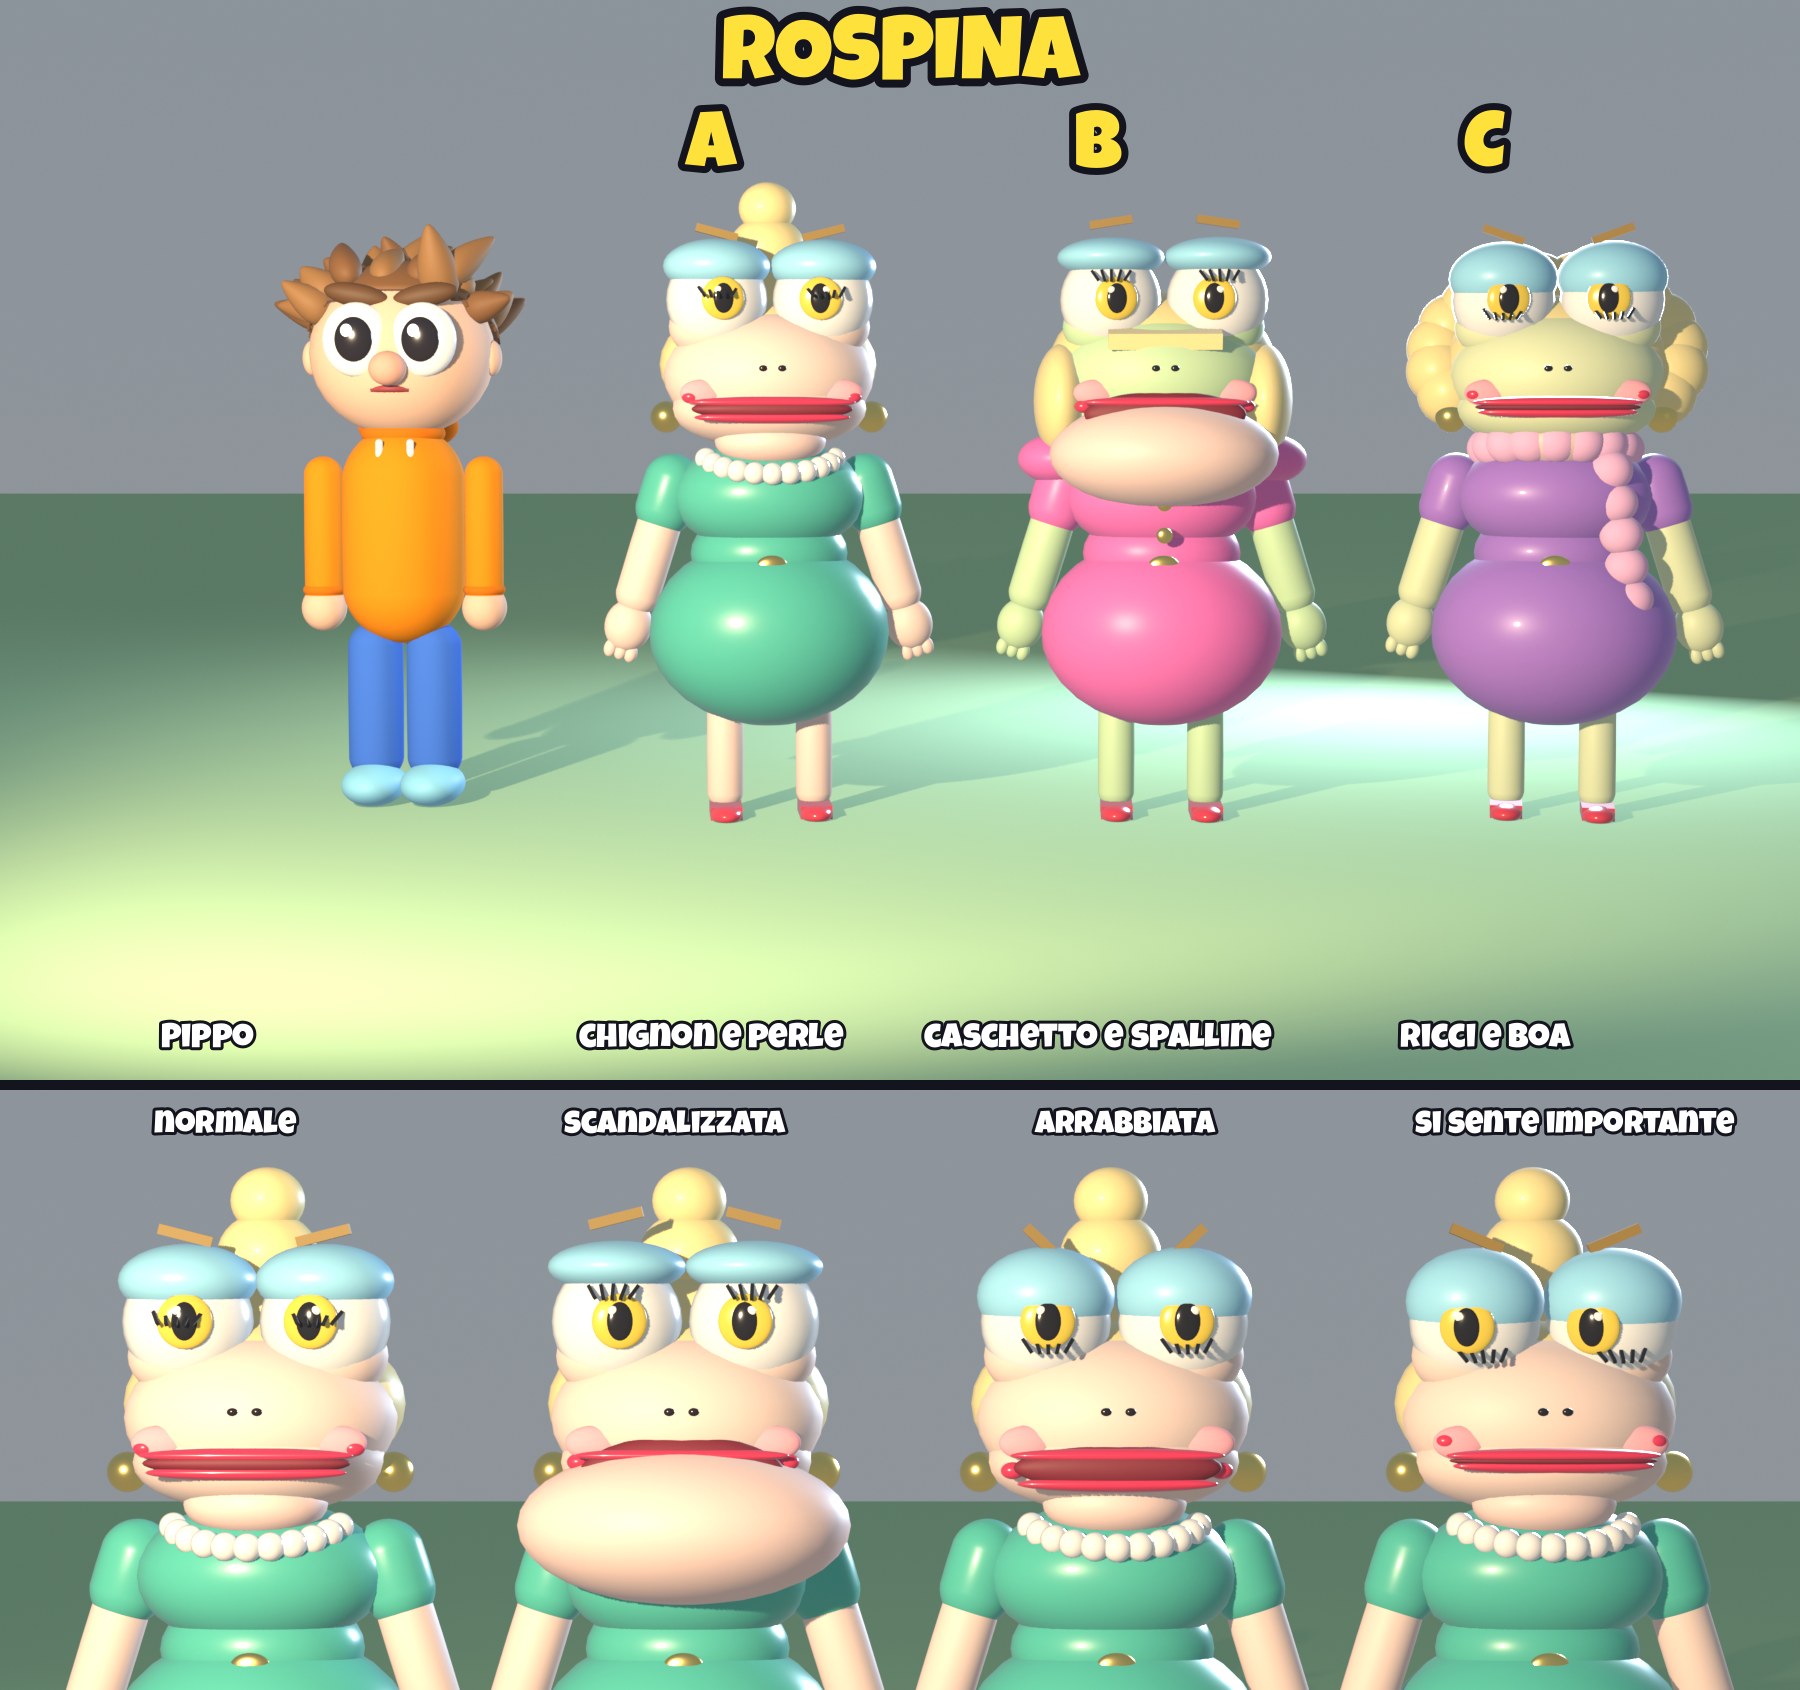 ROSPINA
A
B
C
PIPPO
CHIGNON E PERLE
CASCHETTO E SPALLINE
RICCI E BOA
NORMALE
SCANDALIZZATA
ARRABBIATA
SI SENTE IMPORTANTE